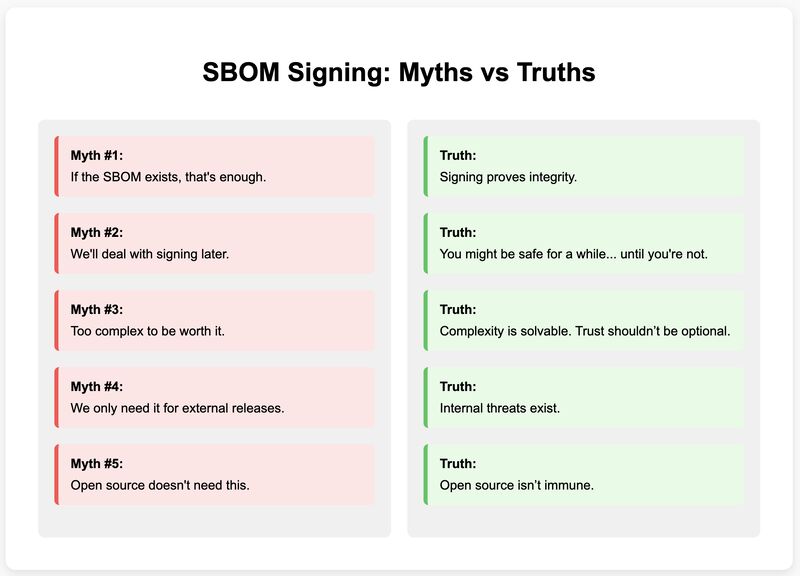 SBOM Signing: Myths vs Truths
Myth #1:
If the SBOM exists, that's enough.
Truth:
Signing proves integrity.
Myth #2:
We'll deal with signing later.
Truth:
You might be safe for a while... until you're not.
Myth #3:
Too complex to be worth it.
Truth:
Complexity is solvable. Trust shouldn’t be optional.
Myth #4:
We only need it for external releases.
Truth:
Internal threats exist.
Myth #5:
Open source doesn't need this.
Truth:
Open source isn’t immune.